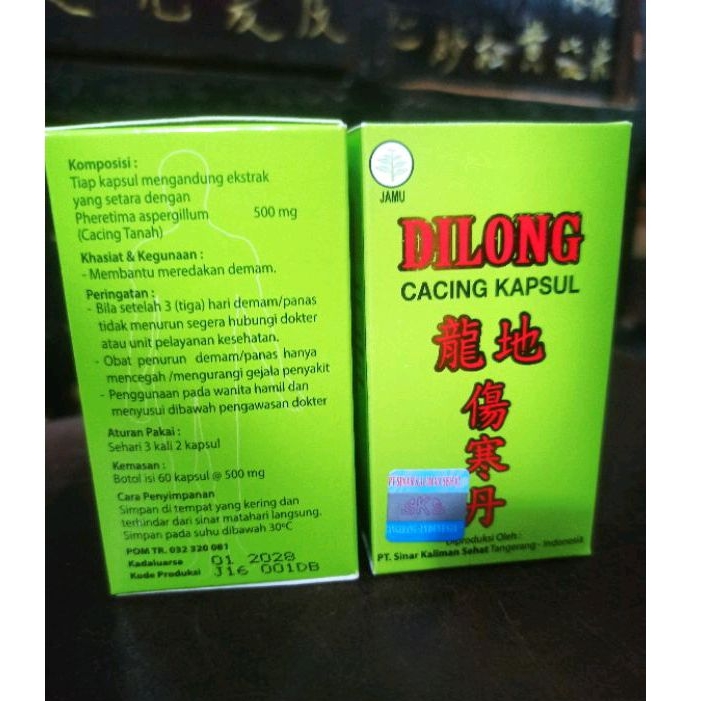 Komposisi :
Tiap kapsul mengandung ekstrak
yang setara dengan
Pheretima aspergillum 500 mg
(Cacing Tanah)
Khasiat & Kegunaan :
- Membantu meredakan demam.
Peringatan :
- Bila setelah 3 (tiga) hari demam/panas
tidak menurun segera hubungi dokter
atau unit pelayanan kesehatan.
- Obat penurun demam/panas hanya
mencegah /mengurangi gejala penyakit
- Penggunaan pada wanita hamil dan
menyusui dibawah pengawasan dokter
Aturan Pakai :
Sehari 3 kali 2 kapsul
Kemasan :
Botol isi 60 kapsul @ 500 mg
Cara Penyimpanan
Simpan di tempat yang kering dan
terhindar dari sinar matahari langsung.
Simpan pada suhu dibawah 30°C
POM TR. 032 320 081
Kadaluarse 01 2028
Kode Produksi J16 001DB
JAMU
DILONG
CACING KAPSUL
龍地
傷
寒
丹
SKS
Diproduksi Oleh :
PT. Sinar Kaliman Sehat Tangerang - Indonesia